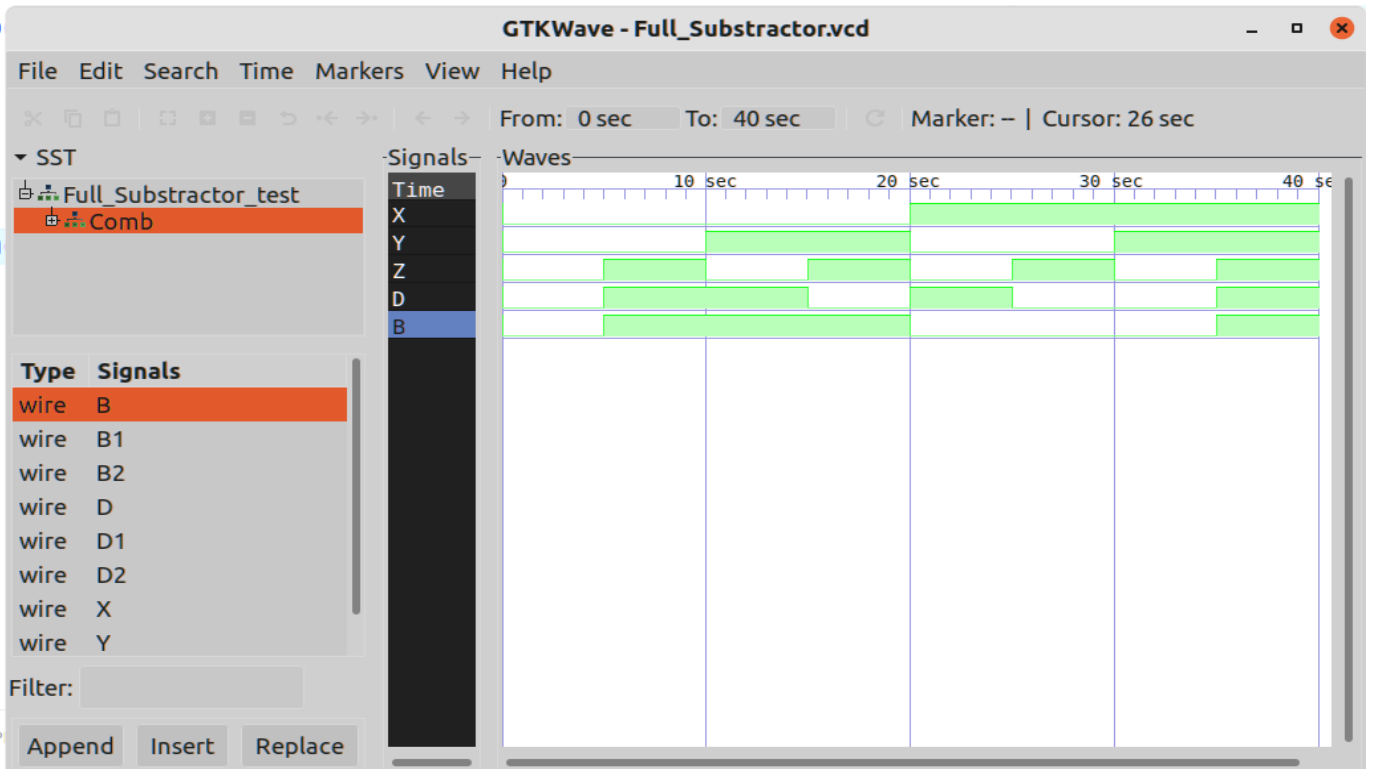 GTKWave - Full_Substractor.vcd
File Edit Search Time Markers View Help
From: 0 sec To: 40 sec Marker: -- | Cursor: 26 sec
SST
Full_Substractor_test
Comb
Type Signals
wire B
wire B1
wire B2
wire D
wire D1
wire D2
wire X
wire Y
Filter:
Append Insert Replace
Signals
Time
X
Y
Z
D
B
Waves
0 10 sec 20 sec 30 sec 40 se